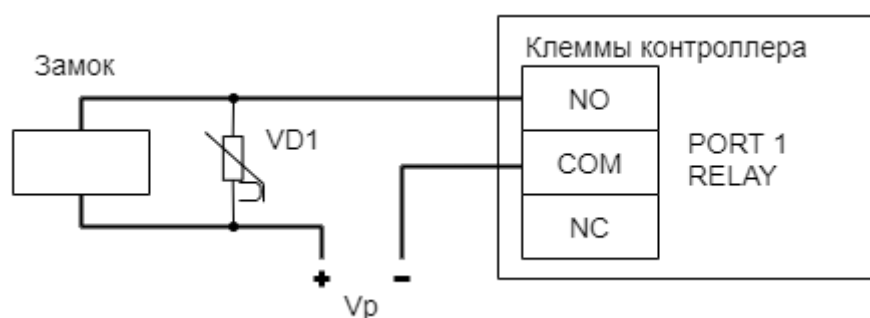 Клеммы контроллера
Замок
NO
VD1
PORT 1
COM
RELAY
NC
+ -
Vp